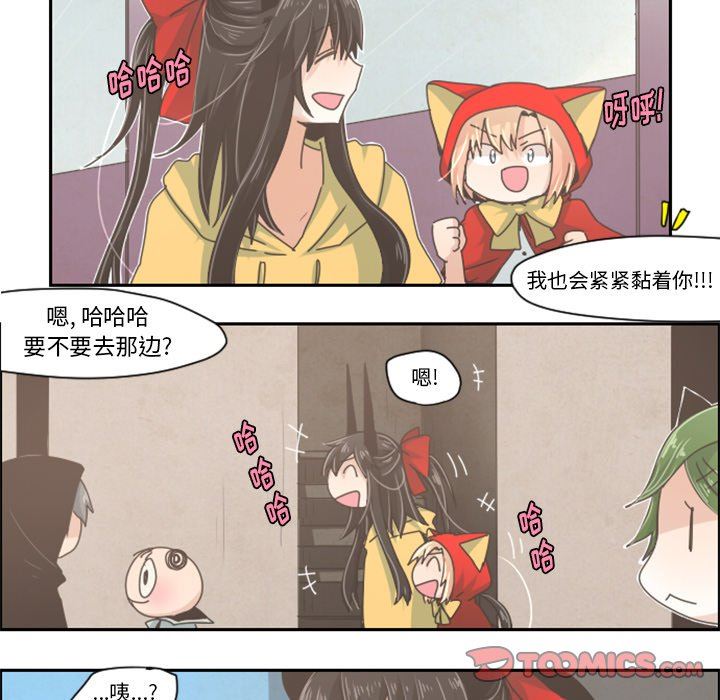 哈哈哈
呀呼!
我也会紧紧黏着你!!!
嗯, 哈哈哈
要不要去那边?
嗯!
哈哈哈
哈哈
TOOMICS.COM
...咦...?